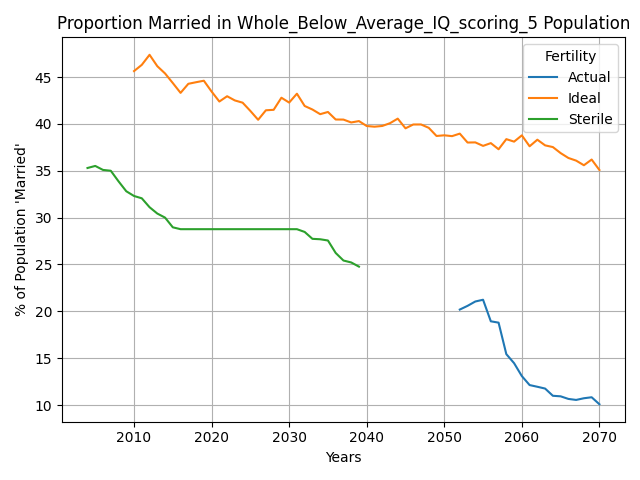 Proportion Married in Whole_Below_Average_IQ_scoring_5 Population
Fertility
Actual
Ideal
Sterile
% of Population 'Married'
45
40
35
30
25
20
15
10
2010 2020 2030 2040 2050 2060 2070
Years